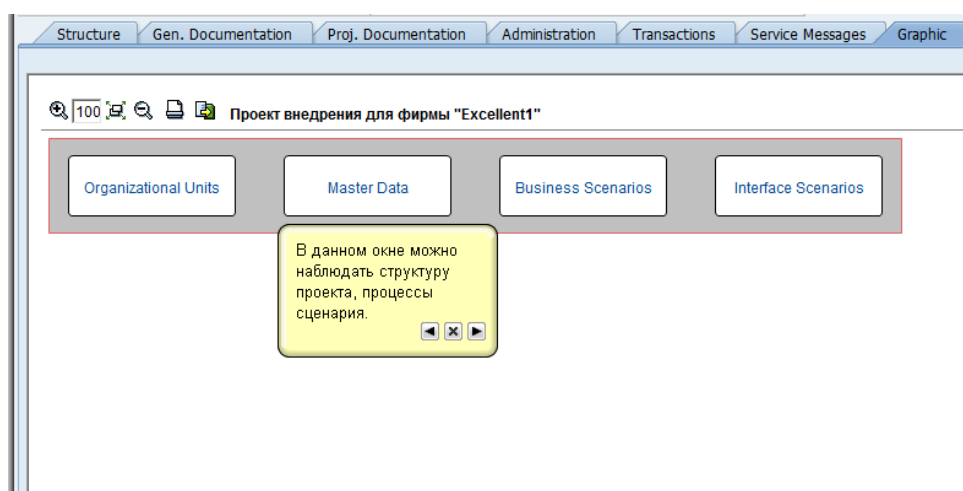 Structure Gen. Documentation Proj. Documentation Administration Transactions Service Messages Graphic
100 Проект внедрения для фирмы "Excellent1"
Organizational Units Master Data Business Scenarios Interface Scenarios
В данном окне можно
наблюдать структуру
проекта, процессы
сценария.